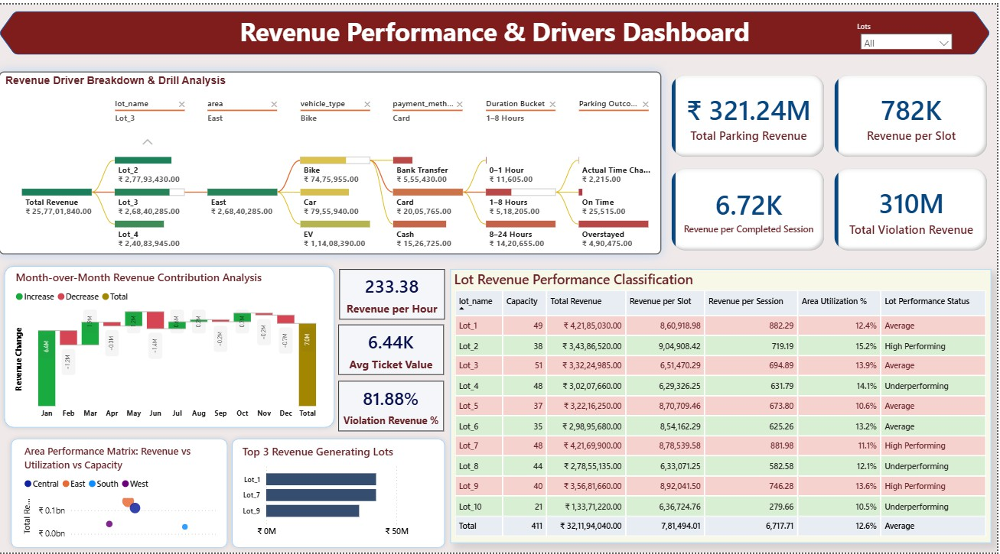 Revenue Performance & Drivers Dashboard
Lots
All
Revenue Driver Breakdown & Drill Analysis
lot_name
area
vehicle_type
payment_meth...
Duration Bucket
Parking Outco...
Lot_3
East
Bike
Card
1–8 Hours
Total Revenue
₹ 25,77,01,840.00
Lot_2
₹ 2,77,93,430.00
Lot_3
₹ 2,68,40,285.00
Lot_4
₹ 2,40,83,945.00
East
₹ 2,68,40,285.00
Bike
₹ 74,75,955.00
Car
₹ 79,55,940.00
EV
₹ 1,14,08,390.00
Bank Transfer
₹ 5,55,430.00
Card
₹ 20,05,765.00
Cash
₹ 15,26,725.00
0–1 Hour
₹ 11,605.00
1–8 Hours
₹ 5,18,205.00
8–24 Hours
₹ 14,20,655.00
Actual Time Cha...
₹ 2,215.00
On Time
₹ 25,515.00
Overstayed
₹ 4,90,475.00
₹ 321.24M
Total Parking Revenue
782K
Revenue per Slot
6.72K
Revenue per Completed Session
310M
Total Violation Revenue
Month-over-Month Revenue Contribution Analysis
Increase Decrease Total
Revenue Change
6.4M
-1.2M
-0.3M
-1.4M
-0.2M
-0.2M
-0.7M
7.0M
Jan Feb Mar Apr May Jun Jul Aug Sep Oct Nov Dec Total
233.38
Revenue per Hour
6.44K
Avg Ticket Value
81.88%
Violation Revenue %
Area Performance Matrix: Revenue vs
Utilization vs Capacity
Central East South West
Total Re...
₹ 0.1bn
₹ 0.0bn
Top 3 Revenue Generating Lots
Lot_1
Lot_7
Lot_9
₹ 0M ₹ 50M
Lot Revenue Performance Classification
lot_name Capacity Total Revenue Revenue per Slot Revenue per Session Area Utilization % Lot Performance Status
Lot_1 49 ₹ 4,21,85,030.00 8,60,918.98 882.29 12.4% Average
Lot_2 38 ₹ 3,43,86,520.00 9,04,908.42 719.19 15.2% High Performing
Lot_3 51 ₹ 3,32,24,985.00 6,51,470.29 694.89 13.9% Average
Lot_4 48 ₹ 3,02,07,660.00 6,29,326.25 631.79 14.1% Underperforming
Lot_5 37 ₹ 3,22,16,250.00 8,70,709.46 673.80 10.6% Average
Lot_6 35 ₹ 2,98,95,680.00 8,54,162.29 625.26 13.2% Average
Lot_7 48 ₹ 4,21,69,900.00 8,78,539.58 881.98 11.1% High Performing
Lot_8 44 ₹ 2,78,55,135.00 6,33,071.25 582.58 12.1% Underperforming
Lot_9 40 ₹ 3,56,81,660.00 8,92,041.50 746.28 13.6% High Performing
Lot_10 21 ₹ 1,33,71,220.00 6,36,724.76 279.66 10.5% Underperforming
Total 411 ₹ 32,11,94,040.00 7,81,494.01 6,717.71 12.6% Average